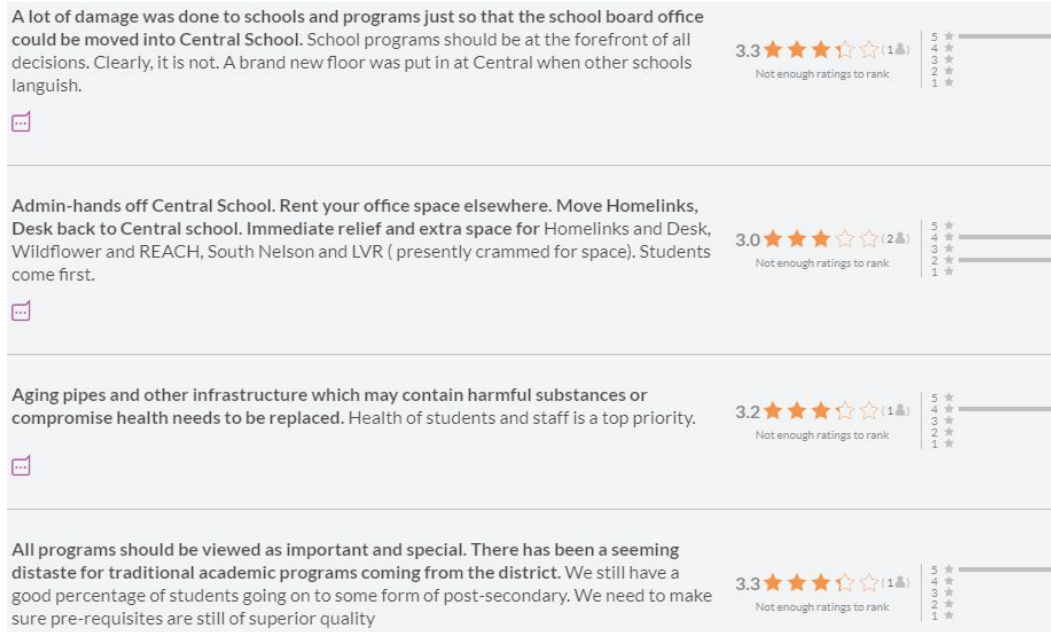 A lot of damage was done to schools and programs just so that the school board office
could be moved into Central School. School programs should be at the forefront of all
decisions. Clearly, it is not. A brand new floor was put in at Central when other schools
languish.
3.3 (1)
Not enough ratings to rank
5
4
3
2
1
Admin-hands off Central School. Rent your office space elsewhere. Move Homelinks,
Desk back to Central school. Immediate relief and extra space for Homelinks and Desk,
Wildflower and REACH, South Nelson and LVR ( presently crammed for space). Students
come first.
3.0 (2)
Not enough ratings to rank
5
4
3
2
1
Aging pipes and other infrastructure which may contain harmful substances or
compromise health needs to be replaced. Health of students and staff is a top priority.
3.2 (1)
Not enough ratings to rank
5
4
3
2
1
All programs should be viewed as important and special. There has been a seeming
distaste for traditional academic programs coming from the district. We still have a
good percentage of students going on to some form of post-secondary. We need to make
sure pre-requisites are still of superior quality
3.3 (1)
Not enough ratings to rank
5
4
3
2
1